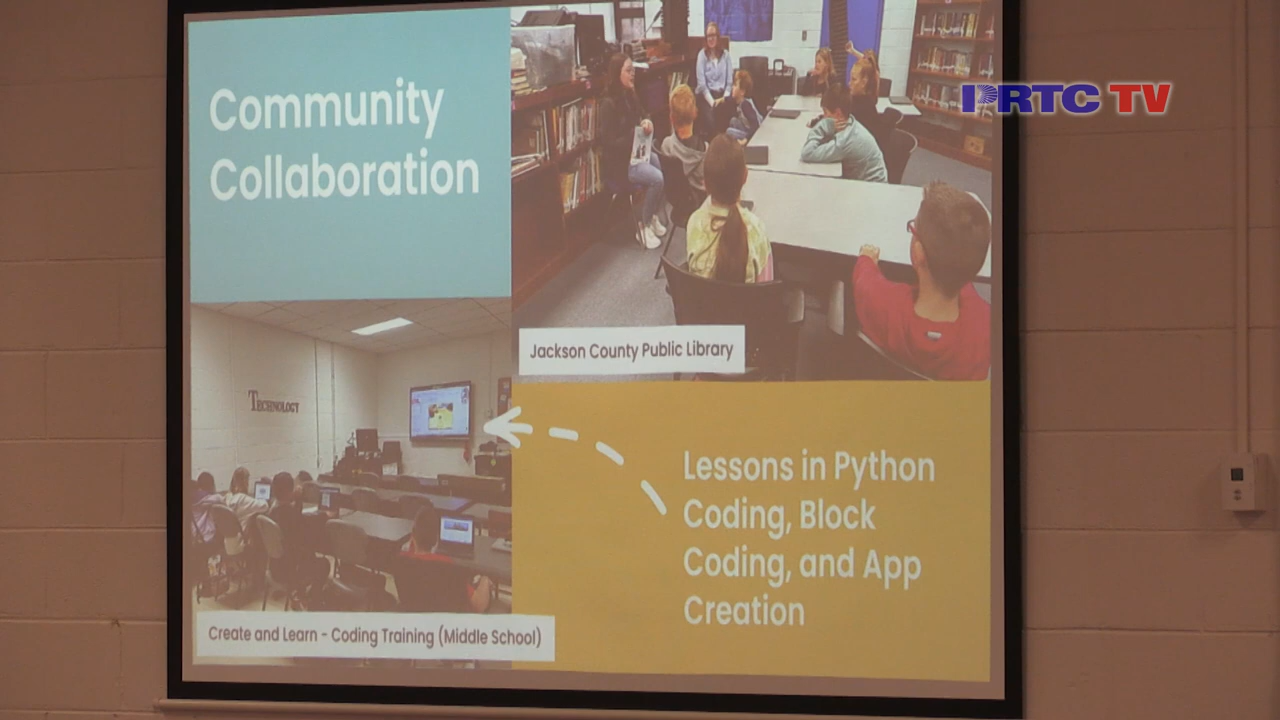 Community
Collaboration
PRTC TV
Jackson County Public Library
TECHNOLOGY
Lessons in Python
Coding, Block
Coding, and App
Creation
Create and Learn - Coding Training (Middle School)